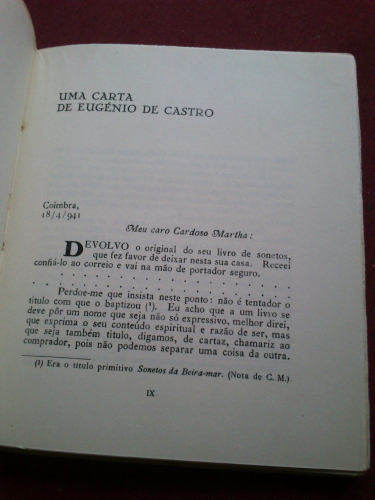 UMA CARTA
DE EUGÉNIO DE CASTRO
Coimbra,
18/4/941
Meu caro Cardoso Martha:
DEVOLVO o original do seu livro de sonetos,
que fez favor de deixar nesta sua casa. Receei
confiá-lo ao correio e vai na mão de portador seguro.
. . . . . . . . . . . . . . . . . . . .
. . . . . . . . . . . . . . . . . . . .
Perdoe-me que insista neste ponto: não é tentador o
título com que o baptizou (¹). Eu acho que a um livro se
deve pôr um nome que seja não só expressivo, melhor direi,
que exprima o seu conteúdo espiritual e razão de ser, mas
que seja também título, digamos, de cartaz, chamariz ao
comprador, pois não podemos separar uma coisa da outra.
(1) Era o título primitivo Sonetos da Beira-mar. (Nota de C. M.)
IX